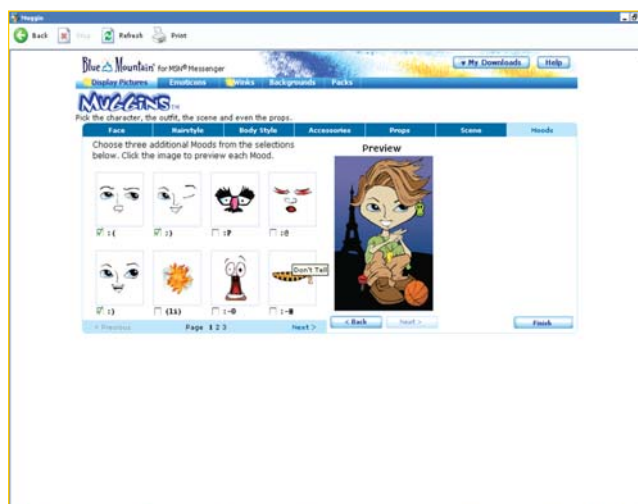 Muggin
Back Stop Refresh Print
Blue Mountain® for MSN® Messenger
My Downloads Help
Display Pictures Emoticons Winks Backgrounds Packs
MUGGINS™
Pick the character, the outfit, the scene and even the props.
Face Hairstyle Body Style Accessories Props Scene Moods
Choose three additional Moods from the selections
below. Click the image to preview each Mood.
Preview
:( :) :P :@
Don't Tell
:) (li) :-O :-#
< Previous Page 1 2 3 Next >
< Back Next >
Finish